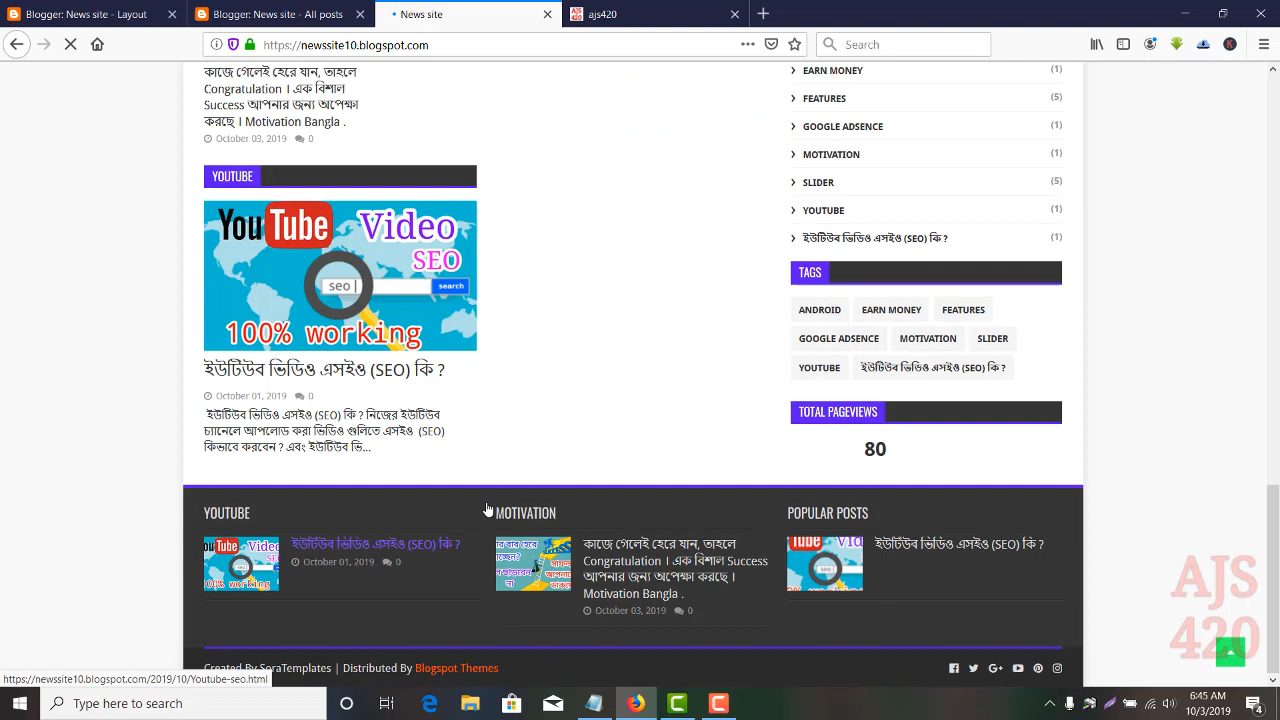 Blogger: News site - Layout
Blogger: News site - All posts
News site
ajs420
https://newssite10.blogspot.com
Search
কাজে গেলেই হেরে যান, তাহলে
Congratulation । এক বিশাল
Success আপনার জন্য অপেক্ষা
করছে । Motivation Bangla .
October 03, 2019 0
YOUTUBE
YouTube Video
SEO
seo
search
100% working
ইউটিউব ভিডিও এসইও (SEO) কি ?
October 01, 2019 0
ইউটিউব ভিডিও এসইও (SEO) কি ? নিজের ইউটিউব
চ্যানেলে আপলোড করা ভিডিও গুলিতে এসইও (SEO)
কিভাবে করবেন ? এবং ইউটিউব ভি...
EARN MONEY (1)
FEATURES (5)
GOOGLE ADSENCE (1)
MOTIVATION (1)
SLIDER (5)
YOUTUBE (1)
ইউটিউব ভিডিও এসইও (SEO) কি ? (1)
TAGS
ANDROID EARN MONEY FEATURES
GOOGLE ADSENCE MOTIVATION SLIDER
YOUTUBE ইউটিউব ভিডিও এসইও (SEO) কি ?
TOTAL PAGEVIEWS
80
YOUTUBE
ইউটিউব ভিডিও এসইও (SEO) কি ?
October 01, 2019 0
MOTIVATION
কাজে গেলেই হেরে যান, তাহলে
Congratulation । এক বিশাল Success
আপনার জন্য অপেক্ষা করছে ।
Motivation Bangla .
October 03, 2019 0
POPULAR POSTS
ইউটিউব ভিডিও এসইও (SEO) কি ?
AJS
420
Created By SoraTemplates | Distributed By Blogspot Themes
https://newssite10.blogspot.com/2019/10/Youtube-seo.html
Type here to search
6:45 AM
10/3/2019
4